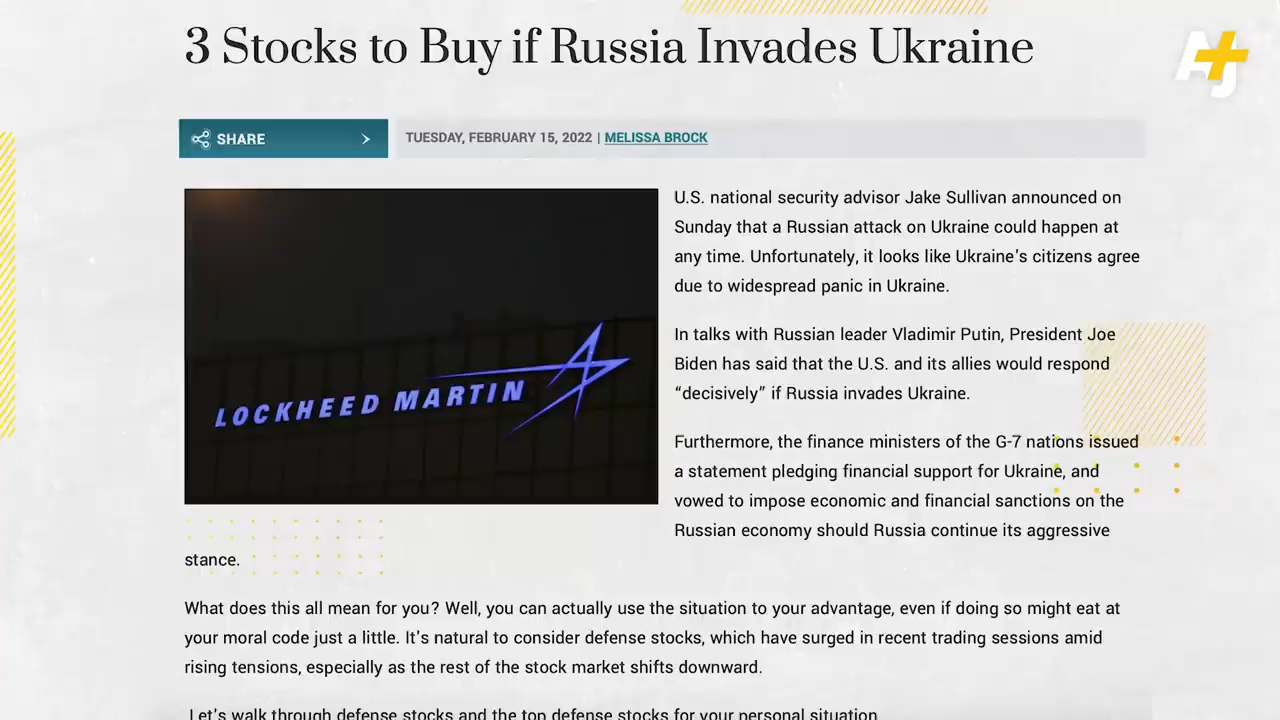 3 Stocks to Buy if Russia Invades Ukraine
AJ+
SHARE
TUESDAY, FEBRUARY 15, 2022 | MELISSA BROCK
LOCKHEED MARTIN
U.S. national security advisor Jake Sullivan announced on
Sunday that a Russian attack on Ukraine could happen at
any time. Unfortunately, it looks like Ukraine's citizens agree
due to widespread panic in Ukraine.
In talks with Russian leader Vladimir Putin, President Joe
Biden has said that the U.S. and its allies would respond
“decisively” if Russia invades Ukraine.
Furthermore, the finance ministers of the G-7 nations issued
a statement pledging financial support for Ukraine, and
vowed to impose economic and financial sanctions on the
Russian economy should Russia continue its aggressive
stance.
What does this all mean for you? Well, you can actually use the situation to your advantage, even if doing so might eat at
your moral code just a little. It's natural to consider defense stocks, which have surged in recent trading sessions amid
rising tensions, especially as the rest of the stock market shifts downward.
Let's walk through defense stocks and the top defense stocks for your personal situation